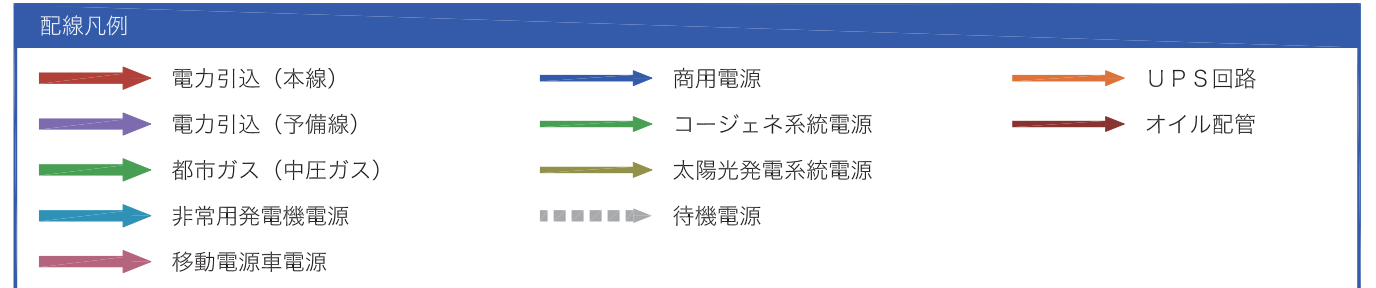 配線凡例
電力引込（本線）
電力引込（予備線）
都市ガス（中圧ガス）
非常用発電機電源
移動電源車電源
商用電源
コージェネ系統電源
太陽光発電系統電源
待機電源
ＵＰＳ回路
オイル配管